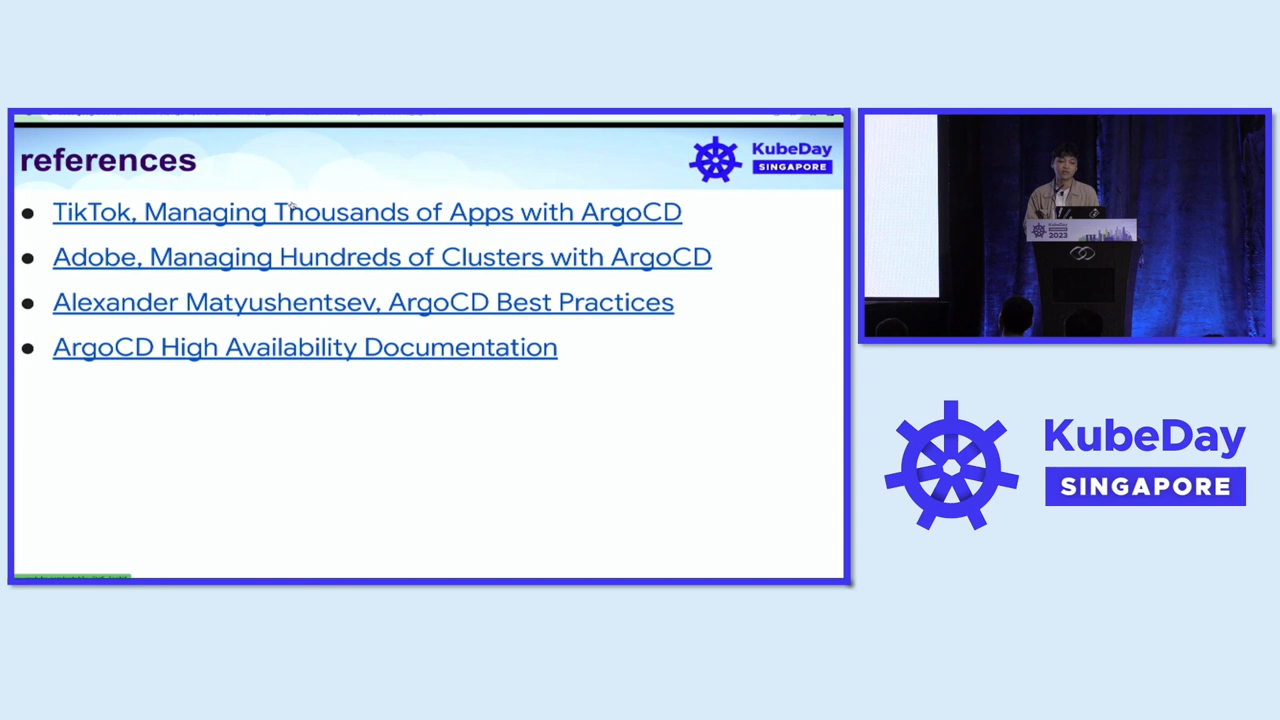 references
KubeDay
SINGAPORE
TikTok, Managing Thousands of Apps with ArgoCD
Adobe, Managing Hundreds of Clusters with ArgoCD
Alexander Matyushentsev, ArgoCD Best Practices
ArgoCD High Availability Documentation
2023
KubeDay
SINGAPORE